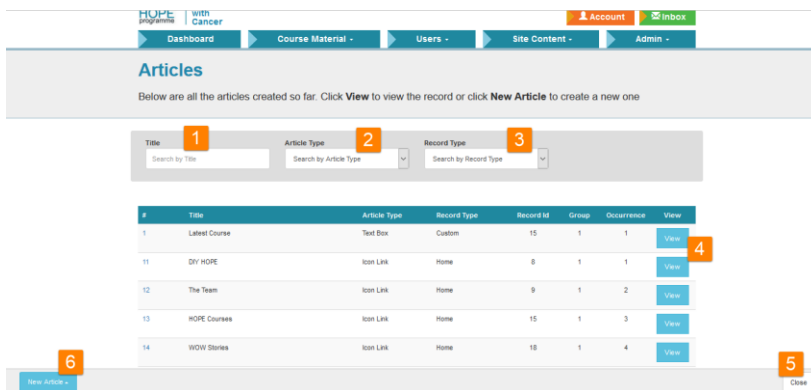 HOPE with
programme Cancer
Account Inbox
Dashboard Course Material Users Site Content Admin
Articles
Below are all the articles created so far. Click View to view the record or click New Article to create a new one
1 2 3
Title Article Type Record Type
Search by Title Search by Article Type Search by Record Type
# Title Article Type Record Type Record Id Group Occurrence View
1 Latest Course Text Box Custom 15 1 1 View
4
11 DIY HOPE Icon Link Home 8 1 1 View
12 The Team Icon Link Home 9 1 2 View
13 HOPE Courses Icon Link Home 15 1 3 View
14 WOW Stories Icon Link Home 18 1 4 View
6 5
New Article Close